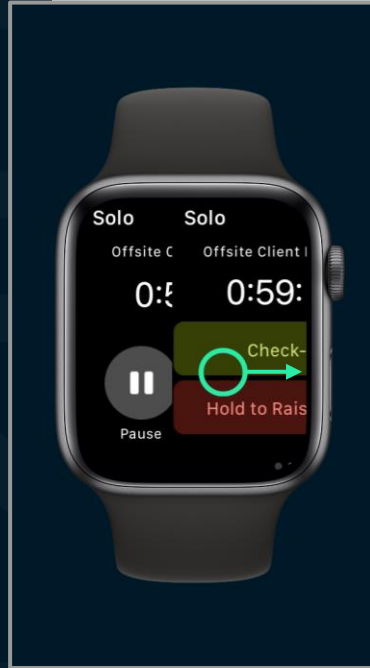 Solo Solo
Offsite C Offsite Client
0:5 0:59:
Check-
Hold to Rais
Pause